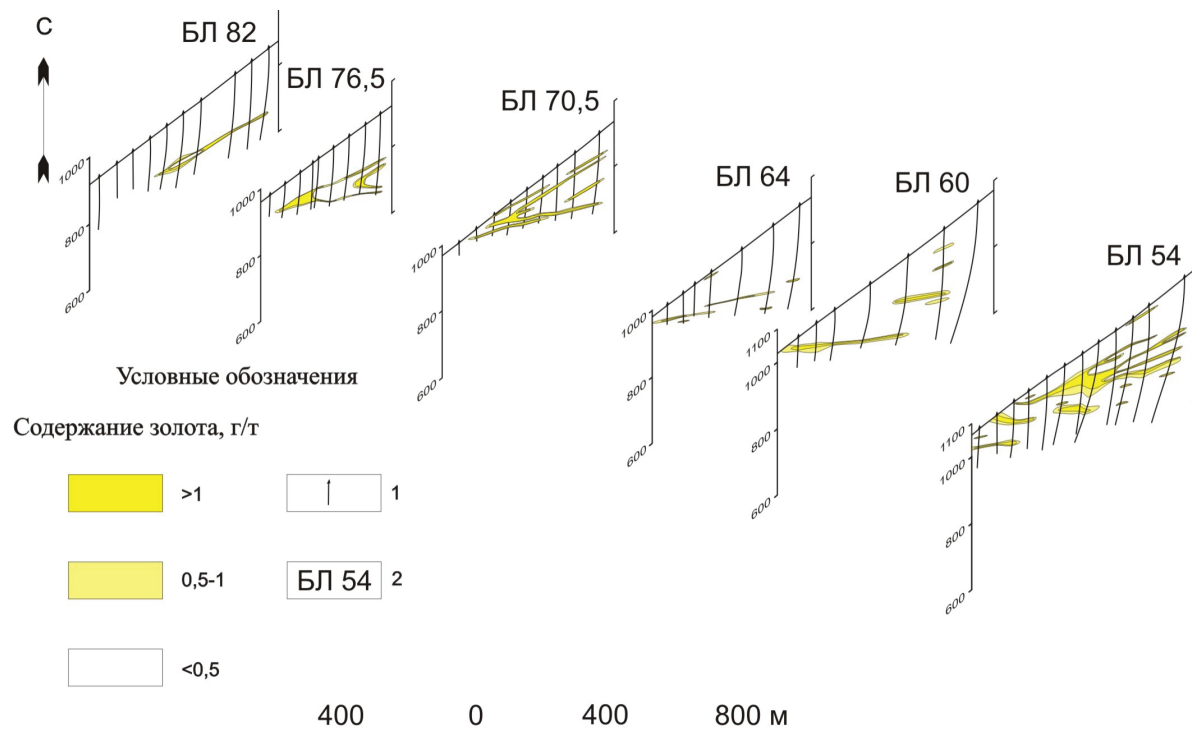 С
БЛ 82
БЛ 76,5
БЛ 70,5
БЛ 64
БЛ 60
БЛ 54
1000
800
600
1000
800
600
1000
800
600
1000
800
600
1100
1000
800
600
1100
1000
800
600
Условные обозначения
Содержание золота, г/т
>1
1
0,5-1
БЛ 54
2
<0,5
400 0 400 800 м